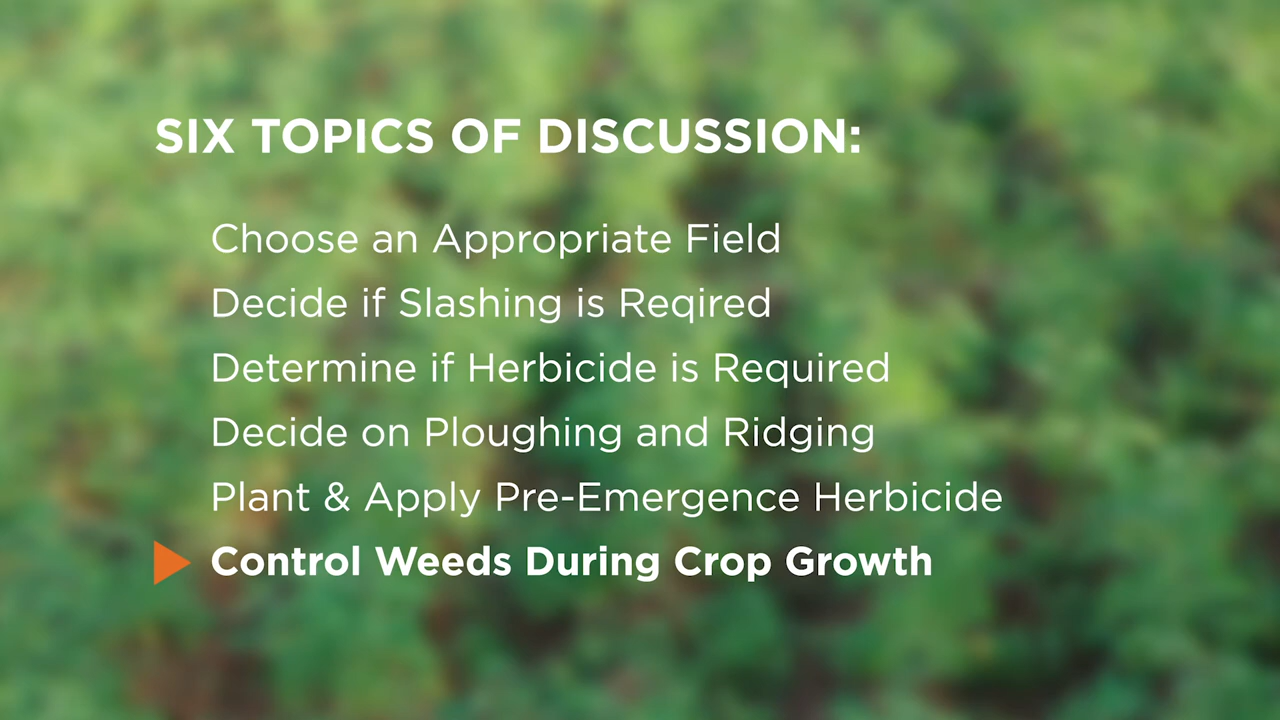 SIX TOPICS OF DISCUSSION:
Choose an Appropriate Field
Decide if Slashing is Reqired
Determine if Herbicide is Required
Decide on Ploughing and Ridging
Plant & Apply Pre-Emergence Herbicide
Control Weeds During Crop Growth